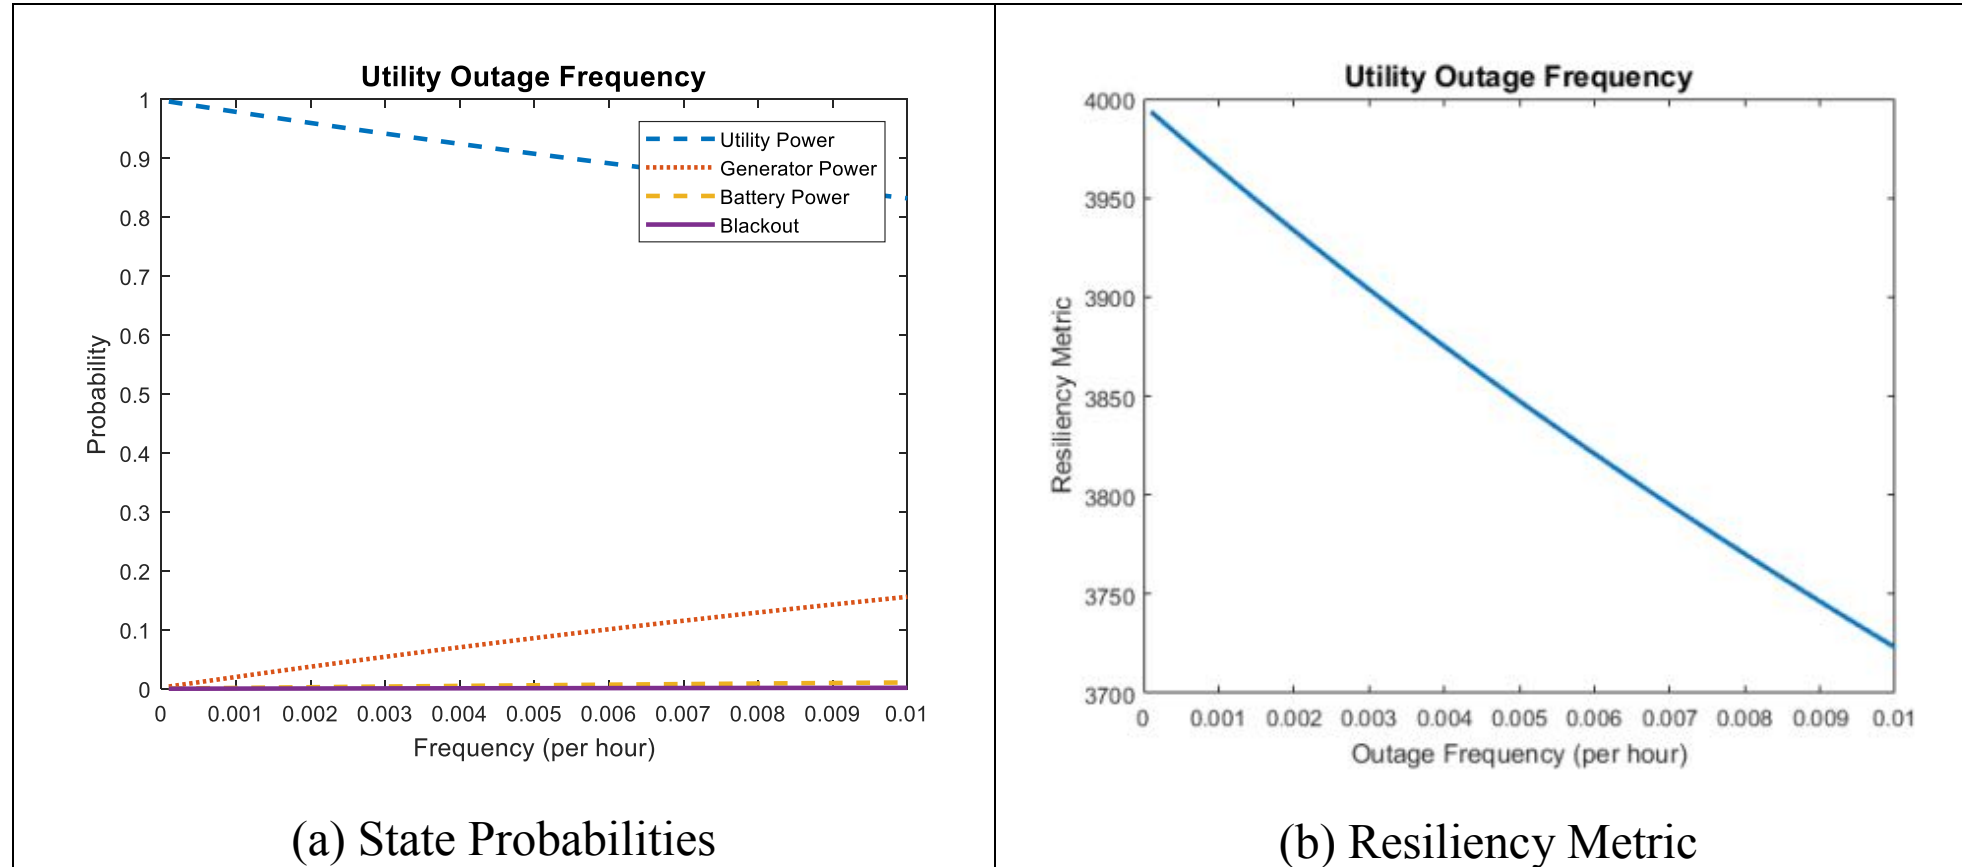 Utility Outage Frequency
1
0.9
0.8
0.7
0.6
0.5
0.4
0.3
0.2
0.1
0
Probability
Utility Power
Generator Power
Battery Power
Blackout
0 0.001 0.002 0.003 0.004 0.005 0.006 0.007 0.008 0.009 0.01
Frequency (per hour)
(a) State Probabilities
Utility Outage Frequency
4000
3950
3900
3850
3800
3750
3700
Resiliency Metric
0 0.001 0.002 0.003 0.004 0.005 0.006 0.007 0.008 0.009 0.01
Outage Frequency (per hour)
(b) Resiliency Metric